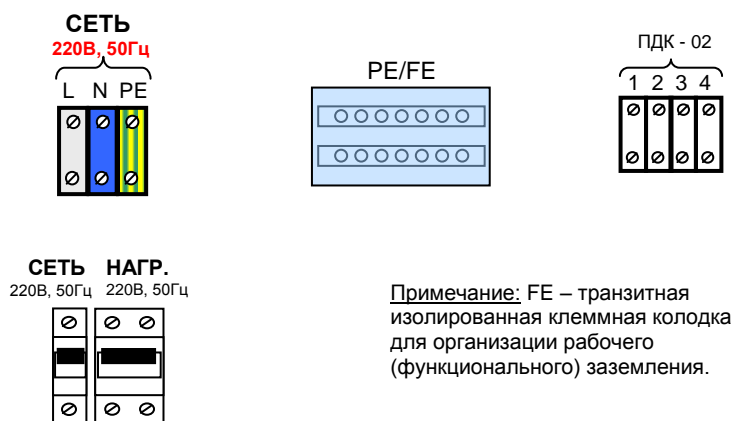 СЕТЬ
220В, 50Гц
L N PE
PE/FE
ПДК - 02
1 2 3 4
СЕТЬ НАГР.
220В, 50Гц 220В, 50Гц
Примечание: FE – транзитная
изолированная клеммная колодка
для организации рабочего
(функционального) заземления.